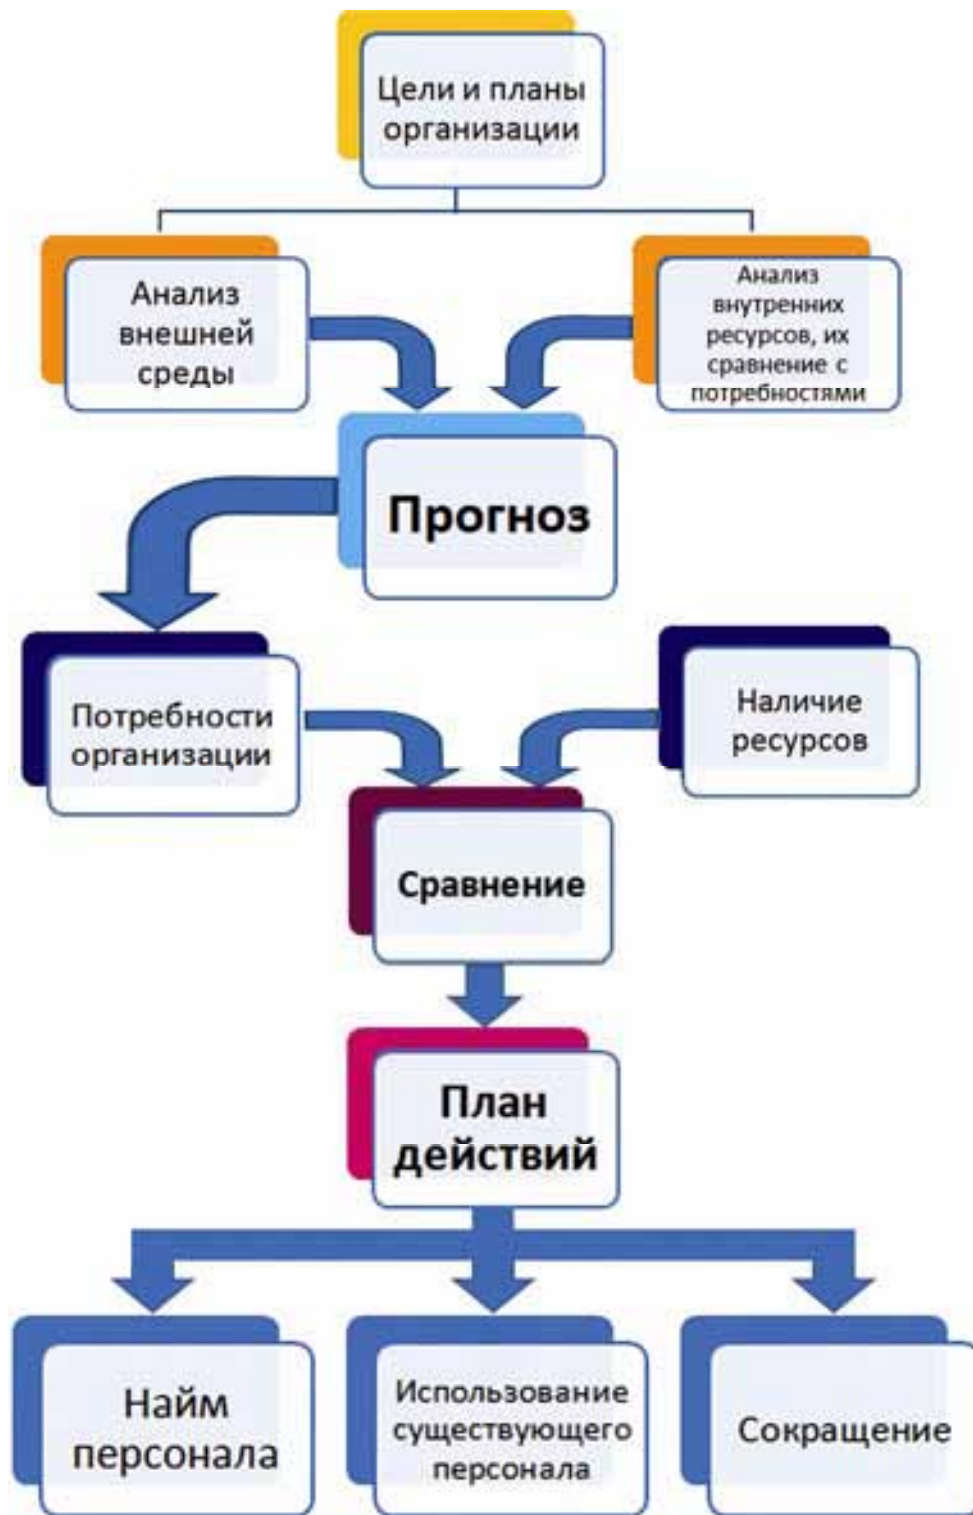 Цели и планы
организации
Анализ
внешней
среды
Анализ
внутренних
ресурсов, их
сравнение с
потребностями
Прогноз
Потребности
организации
Наличие
ресурсов
Сравнение
План
действий
Найм
персонала
Использование
существующего
персонала
Сокращение